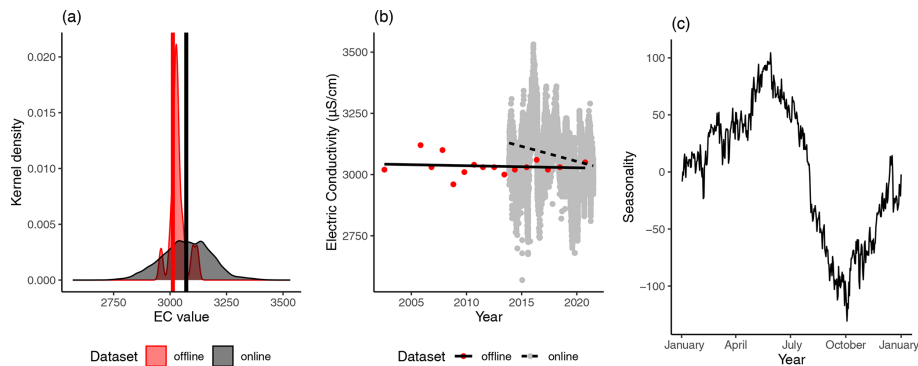 (a)
0.020
0.015
0.010
0.005
0.000
Kernel density
2750 3000 3250 3500
EC value
Dataset offline online
(b)
3500
3250
3000
2750
Electric Conductivity (µS/cm)
2005 2010 2015 2020
Year
Dataset offline online
(c)
100
50
0
−50
−100
Seasonality
January April July October January
Year